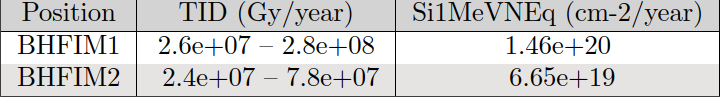 Position TID (Gy/year) Si1MeVNEq (cm-2/year)
BHFIM1 2.6e+07 – 2.8e+08 1.46e+20
BHFIM2 2.4e+07 – 7.8e+07 6.65e+19